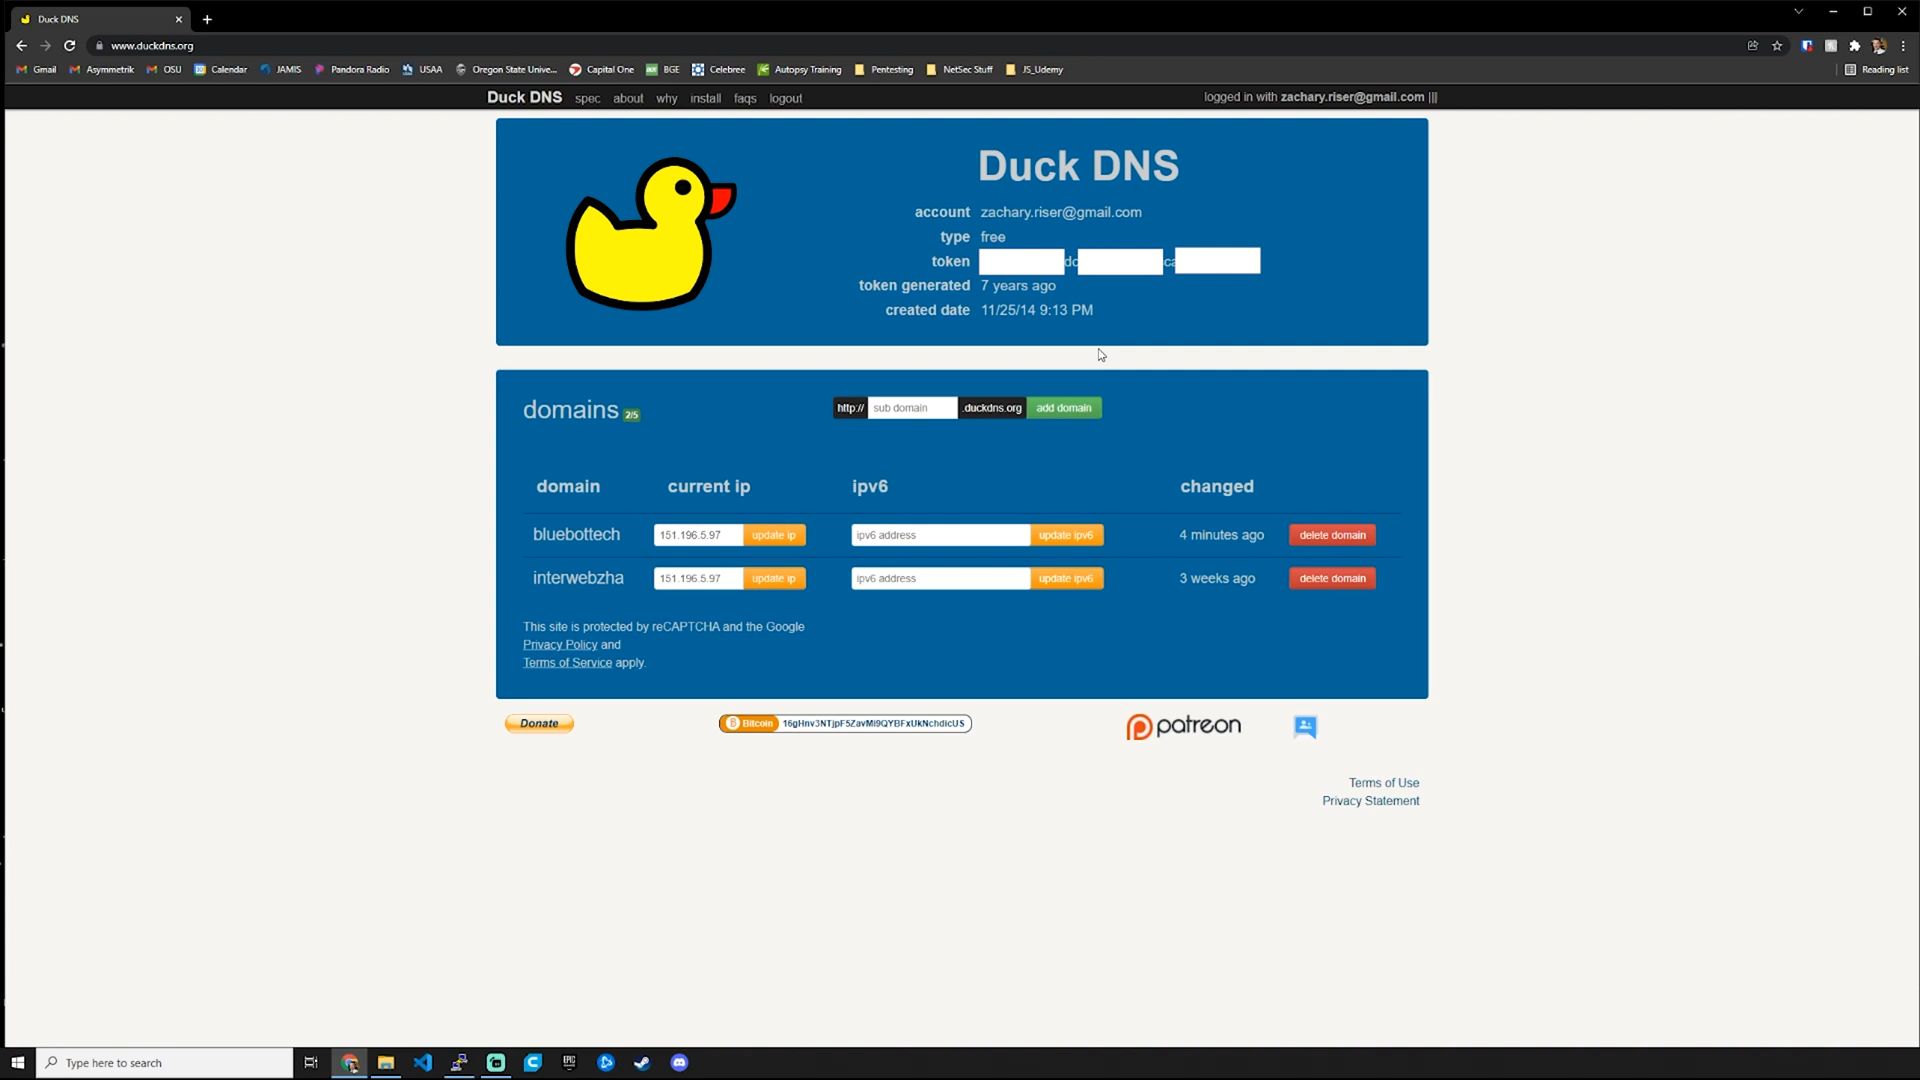 Duck DNS
www.duckdns.org
Gmail Asymmetrik OSU Calendar JAMIS Pandora Radio USAA Oregon State Unive... Capital One BGE Celebree Autopsy Training Pentesting NetSec Stuff JS_Udemy Reading list
Duck DNS spec about why install faqs logout logged in with zachary.riser@gmail.com |||
Duck DNS
account zachary.riser@gmail.com
type free
token
token generated 7 years ago
created date 11/25/14 9:13 PM
domains 2/5 http:// sub domain .duckdns.org add domain
domain current ip ipv6 changed
bluebottech 151.196.5.97 update ip ipv6 address update ipv6 4 minutes ago delete domain
interwebzha 151.196.5.97 update ip ipv6 address update ipv6 3 weeks ago delete domain
This site is protected by reCAPTCHA and the Google
Privacy Policy and
Terms of Service apply.
Donate Bitcoin patreon
Terms of Use
Privacy Statement
Type here to search